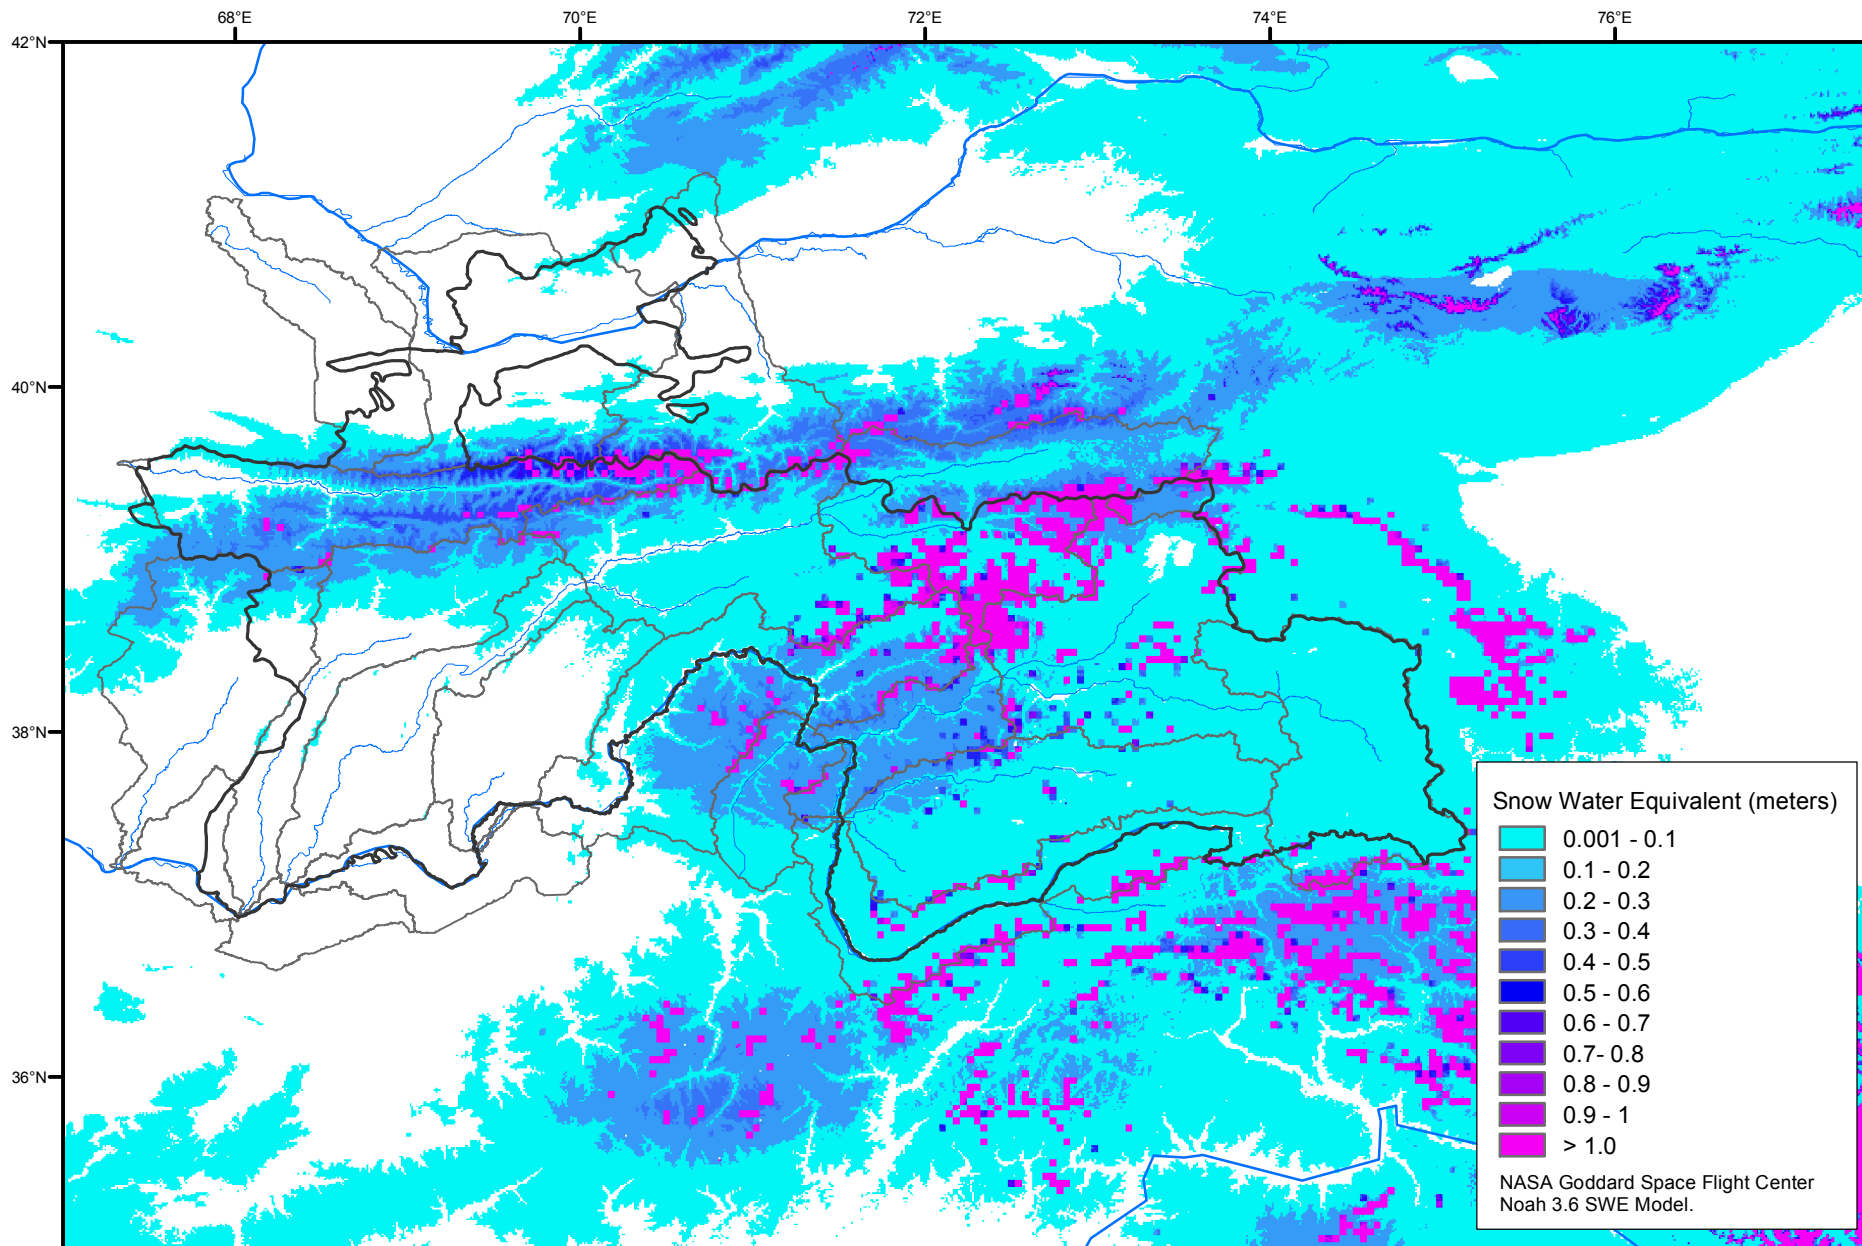 68°E 70°E 72°E 74°E 76°E
42°N
40°N
38°N
36°N
Snow Water Equivalent (meters)
0.001 - 0.1
0.1 - 0.2
0.2 - 0.3
0.3 - 0.4
0.4 - 0.5
0.5 - 0.6
0.6 - 0.7
0.7- 0.8
0.8 - 0.9
0.9 - 1
> 1.0
NASA Goddard Space Flight Center
Noah 3.6 SWE Model.